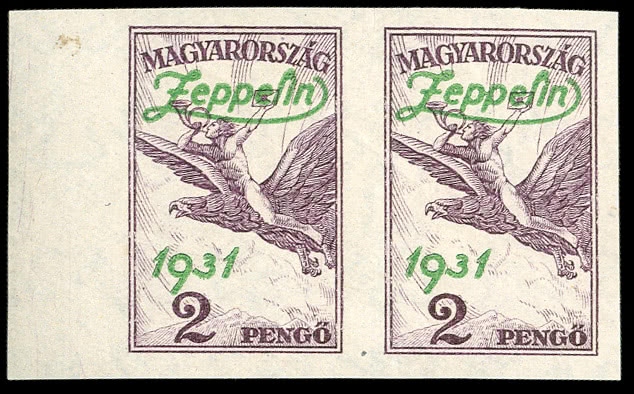 MAGYARORSZÁG
Zeppelin
1931
2 PENGŐ
MAGYARORSZÁG
Zeppelin
1931
2 PENGŐ